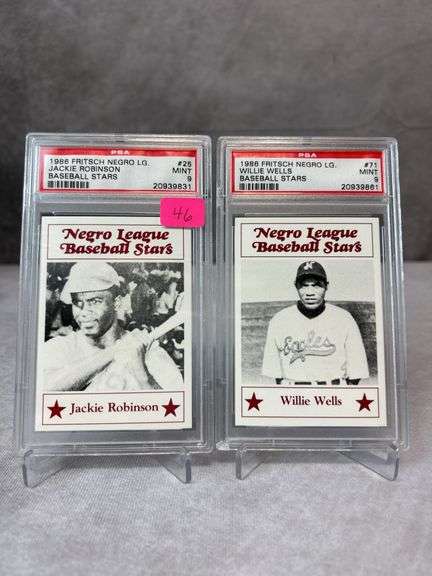 PSA
1986 FRITSCH NEGRO LG. #25
JACKIE ROBINSON MINT
BASEBALL STARS 9
20939831
46
Negro League
Baseball Stars
Jackie Robinson
PSA
1986 FRITSCH NEGRO LG. #71
WILLIE WELLS MINT
BASEBALL STARS 9
20939861
Negro League
Baseball Stars
Eagles
Willie Wells